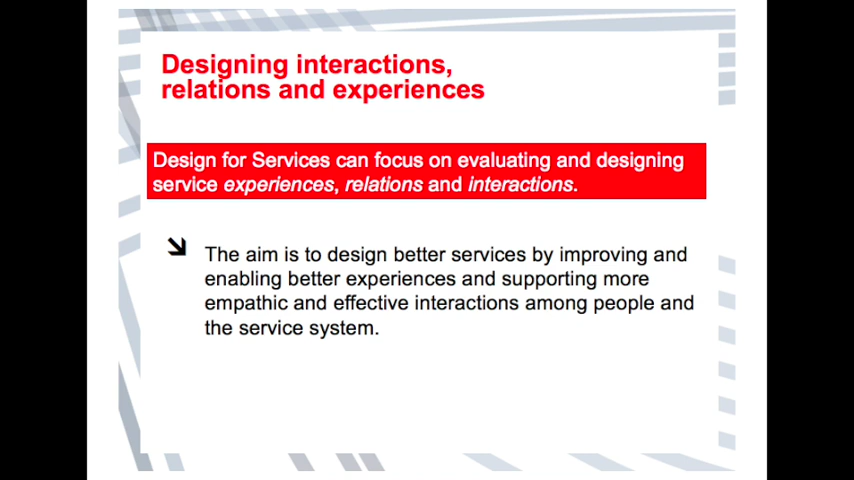 Designing interactions,
relations and experiences
Design for Services can focus on evaluating and designing
service experiences, relations and interactions.
The aim is to design better services by improving and
enabling better experiences and supporting more
empathic and effective interactions among people and
the service system.